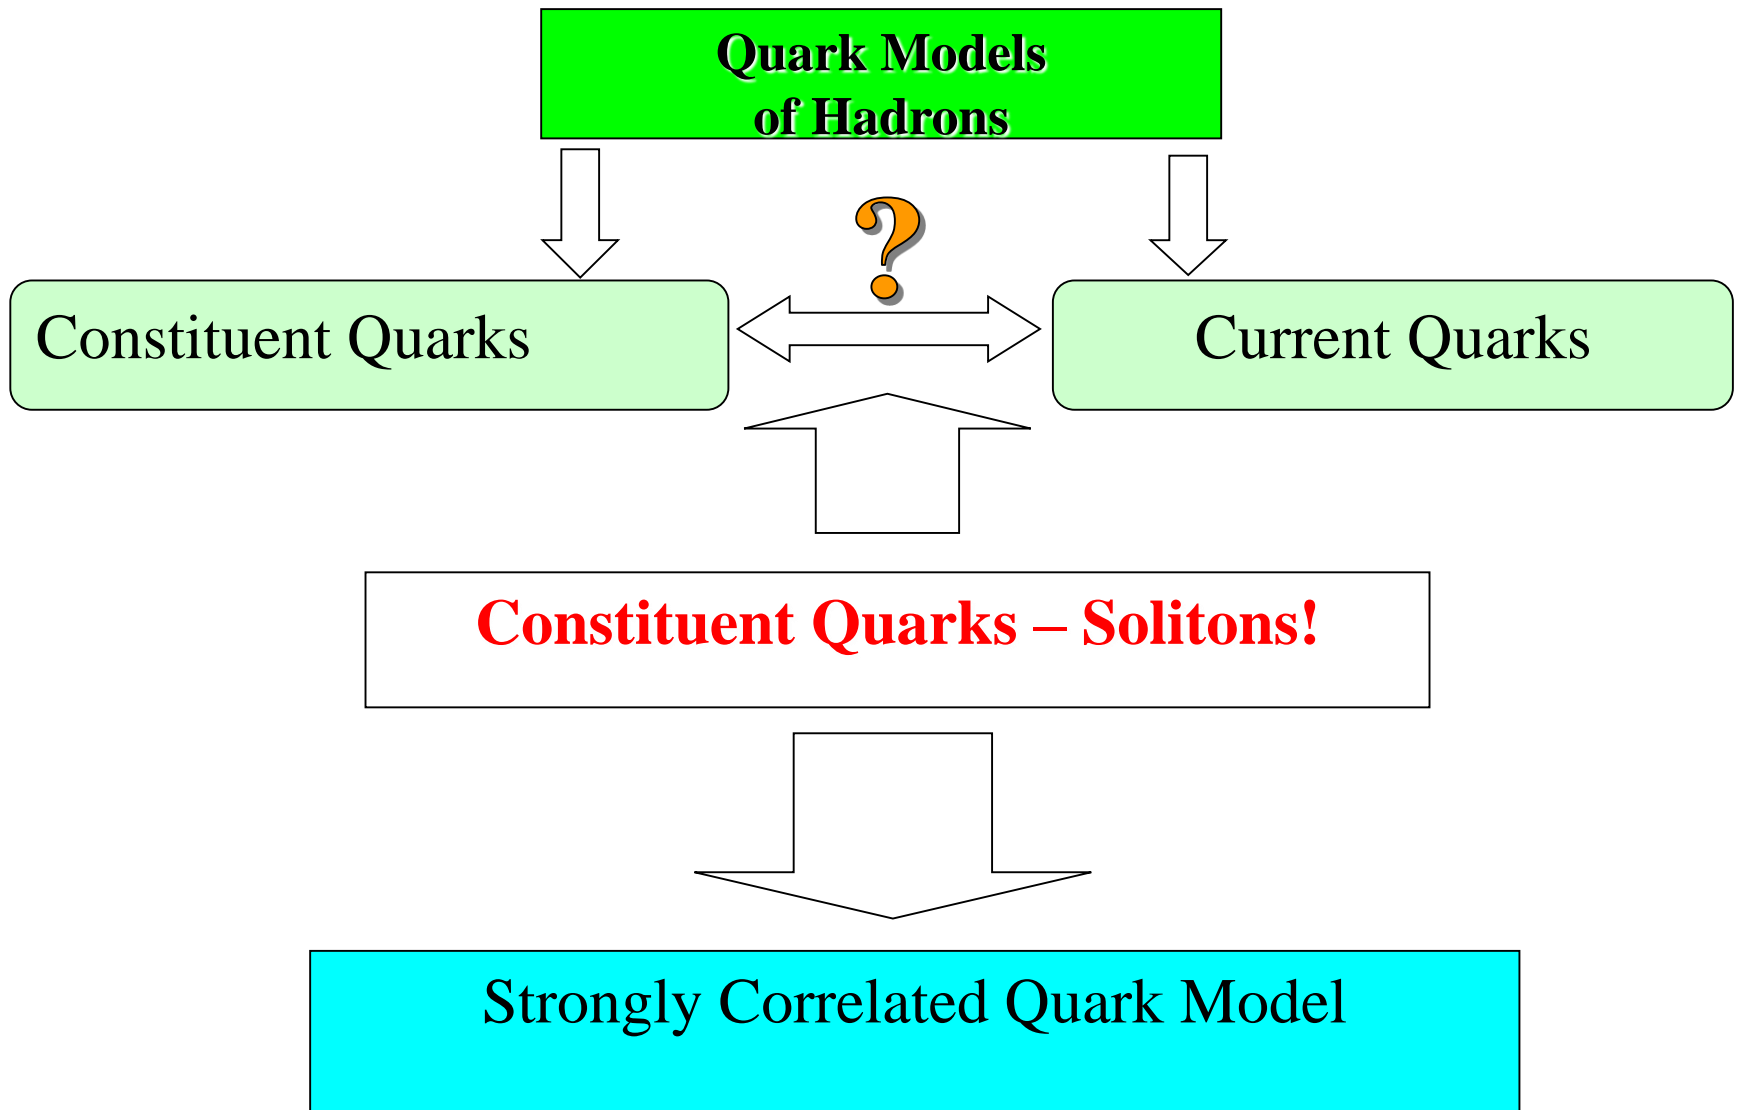 Quark Models
of Hadrons
?
Constituent Quarks
Current Quarks
Constituent Quarks – Solitons!
Strongly Correlated Quark Model